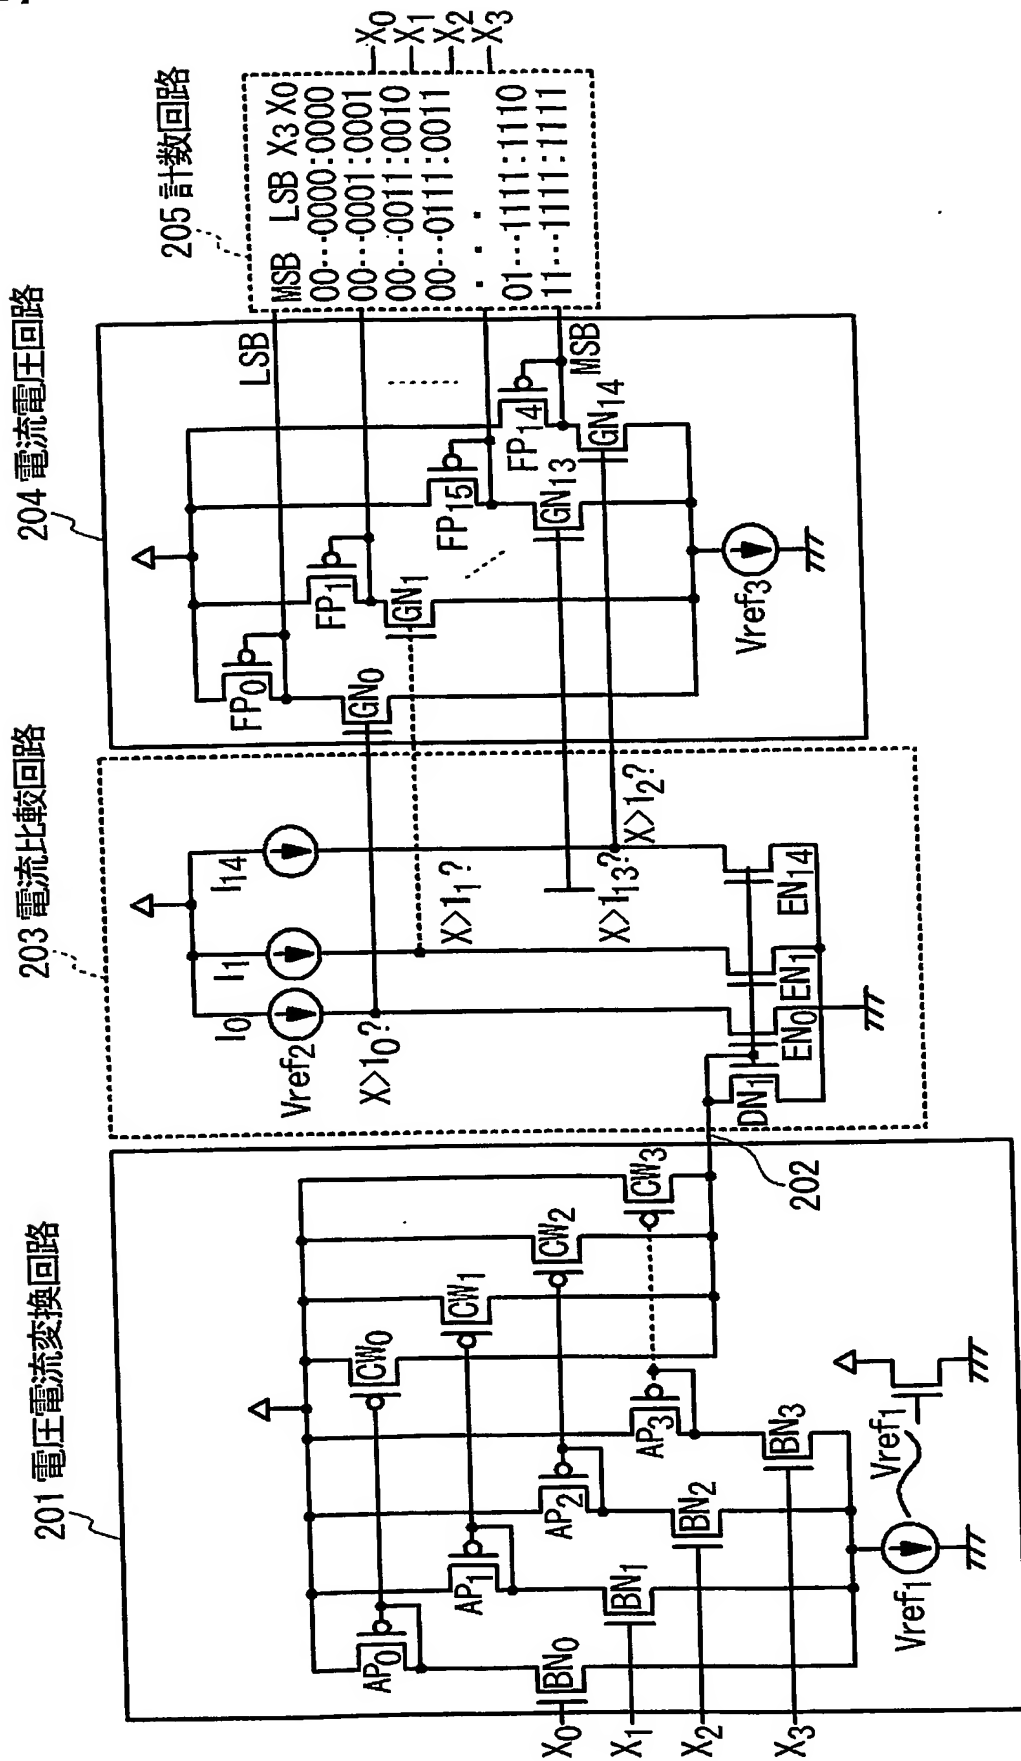 201 電圧電流変換回路
AP0
AP1
AP2
AP3
BN0
BN1
BN2
BN3
CW0
CW1
CW2
CW3
X0
X1
X2
X3
Vref1
Vref1
202
203 電流比較回路
I0
I1
I14
Vref2
X>10?
X>11?
X>113?
X>12?
DN1
EN0
EN1
EN14
204 電流電圧回路
FP0
FP1
FP15
FP14
GN0
GN1
GN13
GN14
LSB
MSB
Vref3
205 計数回路
MSB LSB X3 X0
00···0000:0000
00···0001:0001
00···0011:0010
00···0111:0011
· · ·
01···1111:1110
11···1111:1111
X0
X1
X2
X3